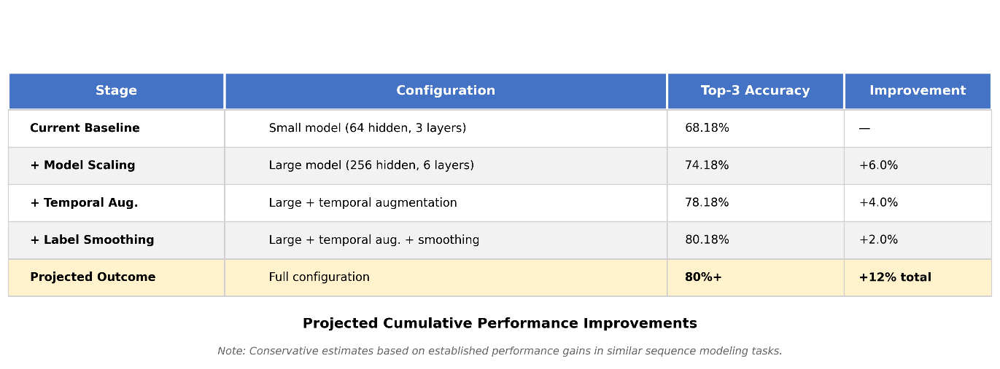 Stage Configuration Top-3 Accuracy Improvement
Current Baseline Small model (64 hidden, 3 layers) 68.18% —
+ Model Scaling Large model (256 hidden, 6 layers) 74.18% +6.0%
+ Temporal Aug. Large + temporal augmentation 78.18% +4.0%
+ Label Smoothing Large + temporal aug. + smoothing 80.18% +2.0%
Projected Outcome Full configuration 80%+ +12% total
Projected Cumulative Performance Improvements
Note: Conservative estimates based on established performance gains in similar sequence modeling tasks.